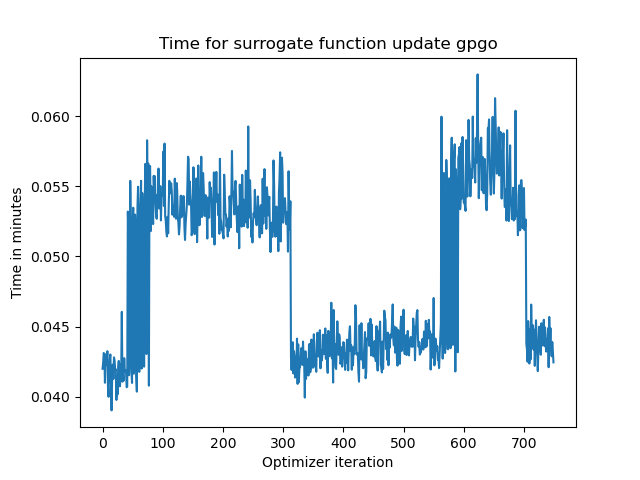 Time for surrogate function update gpgo
0.060
0.055
0.050
0.045
0.040
Time in minutes
0 100 200 300 400 500 600 700
Optimizer iteration